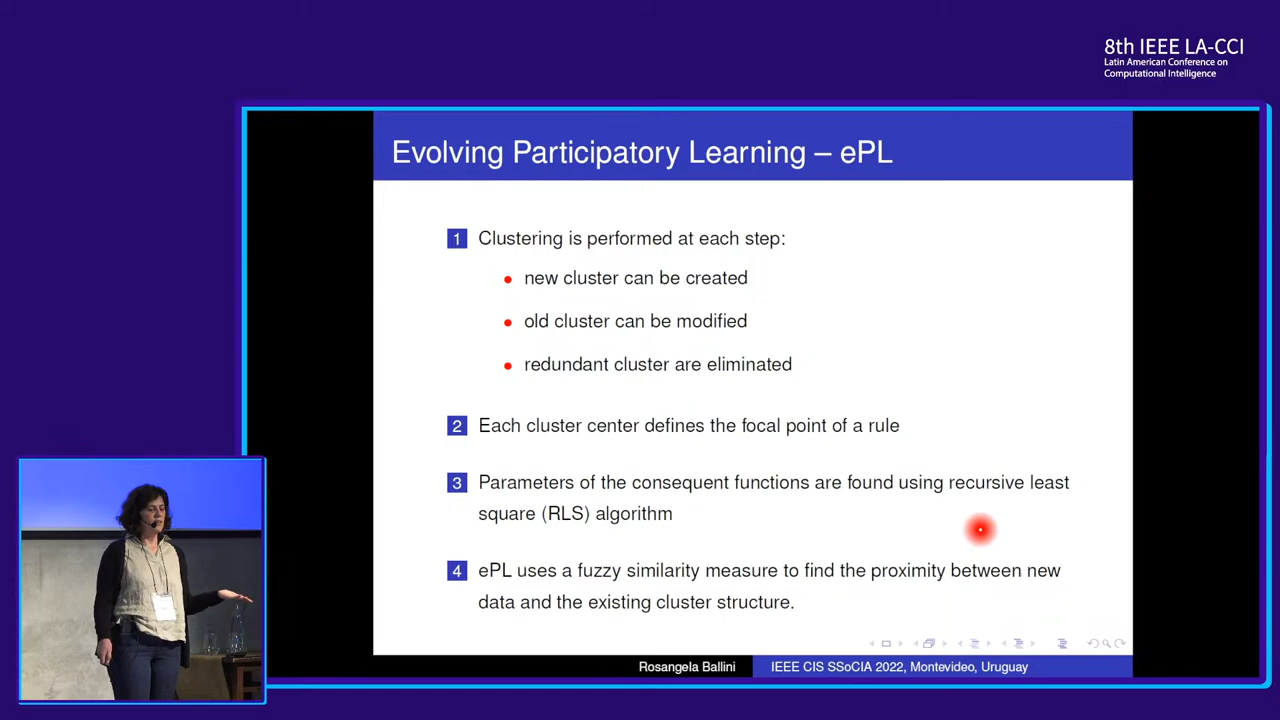 8th IEEE LA-CCI
Latin American Conference on
Computational Intelligence
Evolving Participatory Learning – ePL
1 Clustering is performed at each step:
new cluster can be created
old cluster can be modified
redundant cluster are eliminated
2 Each cluster center defines the focal point of a rule
3 Parameters of the consequent functions are found using recursive least
square (RLS) algorithm
4 ePL uses a fuzzy similarity measure to find the proximity between new
data and the existing cluster structure.
Rosangela Ballini IEEE CIS SSoCIA 2022, Montevideo, Uruguay